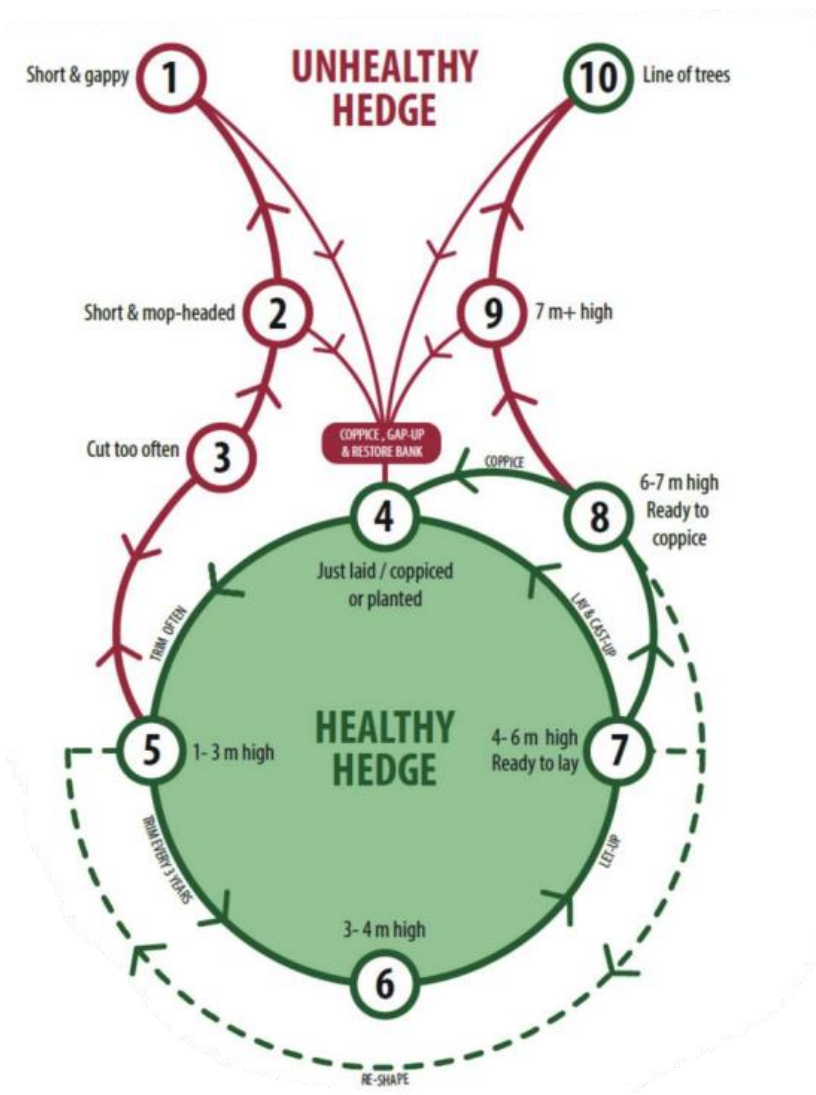 Short & gappy
1
UNHEALTHY
HEDGE
10
Line of trees
Short & mop-headed
2
9
7 m+ high
Cut too often
3
COPPICE , GAP-UP
& RESTORE BANK
COPPICE
4
8
6-7 m high
Ready to
coppice
Just laid / coppiced
or planted
TRIM OFTEN
LAY & CAST-UP
5
1- 3 m high
HEALTHY
HEDGE
4- 6 m high
Ready to lay
7
TRIM EVERY 3 YEARS
LET-UP
3- 4 m high
6
RE-SHAPE